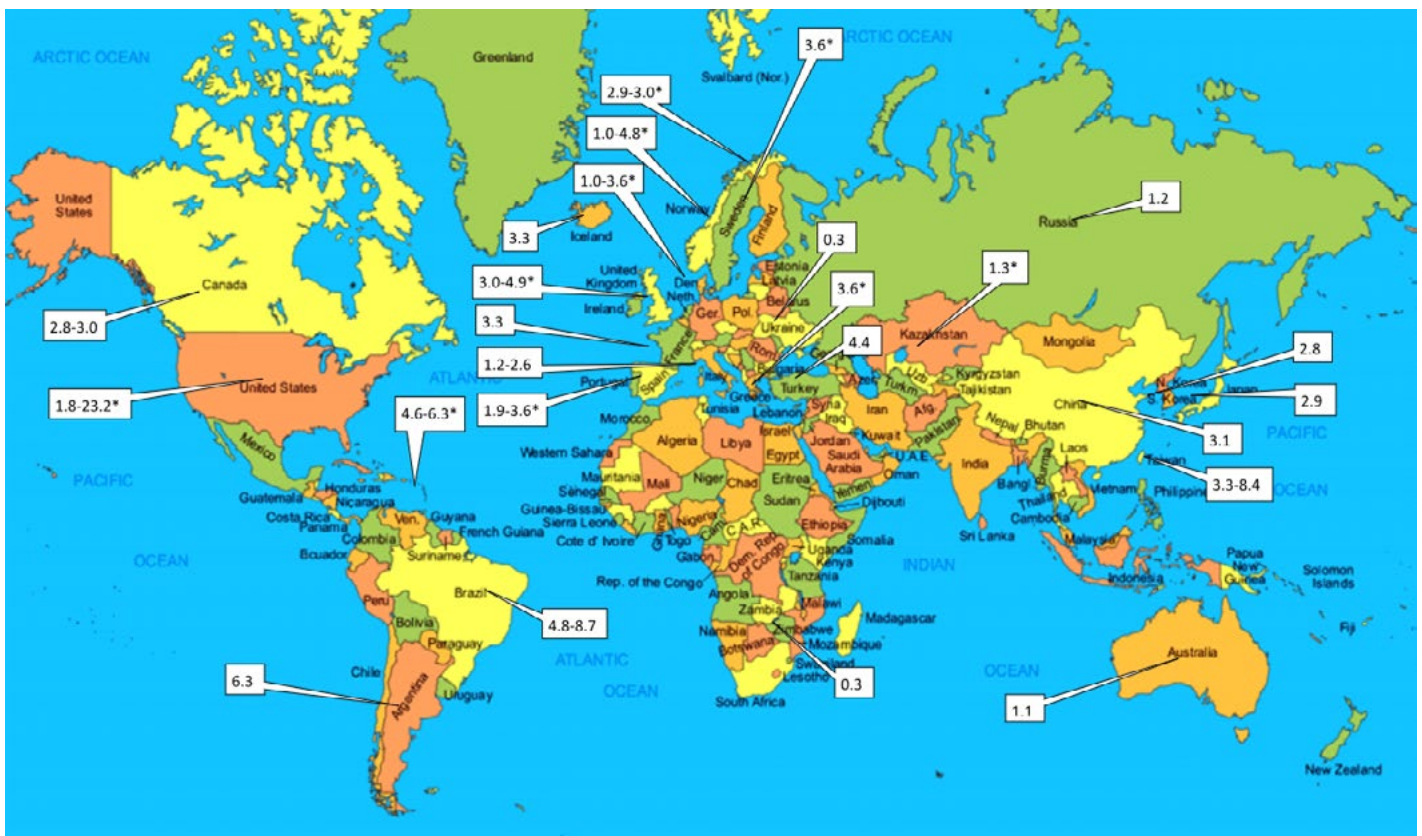 ARCTIC OCEAN
Greenland
3.6*
ARCTIC OCEAN
Svalbard (Nor.)
2.9-3.0*
1.0-4.8*
1.0-3.6*
United
States
Norway
Sweden
Finland
Russia
1.2
3.3
Iceland
0.3
1.3*
Canada
United
Kingdom
Ireland
3.0-4.9*
Den.
Neth.
Estonia
Latvia
Belarus
3.6*
Ger.
Pol.
Ukraine
Kazakhstan
Mongolia
2.8-3.0
3.3
France
Rom.
4.4
2.8
United States
ATLANTIC
1.2-2.6
Portugal
Spain
Italy
Bulgaria
Greece
Turkey
Azer.
Uzb.
Turkm.
Kyrgyzstan
Tajikistan
China
N. Korea
S. Korea
Japan
2.9
1.8-23.2*
4.6-6.3*
1.9-3.6*
Morocco
Tunisia
Lebanon
Syria
Iraq
Iran
Afg.
3.1
PACIFIC
Mexico
Algeria
Libya
Israel
Egypt
Jordan
Kuwait
Saudi
Arabia
U.A.E
Oman
Pakistan
Nepal
Bhutan
India
Bangl.
Burma
Laos
Taiwan
3.3-8.4
PACIFIC
Western Sahara
Mauritania
Mali
Niger
Chad
Sudan
Eritrea
Yemen
Djibouti
Thailand
Vietnam
Philippines
OCEAN
Guatemala
Honduras
Nicaragua
Costa Rica
Panama
Ven.
Guyana
French Guiana
Suriname
Colombia
Ecuador
Sénégal
Guinea-Bissau
Sierra Leone
Cote d' Ivoire
Ghana
Togo
Nigeria
Cam.
C.A.R.
Ethiopia
Somalia
Sri Lanka
Cambodia
Malaysia
OCEAN
Gabon
Rep. of the Congo
Dem. Rep.
of Congo
Uganda
Kenya
Tanzania
INDIAN
Indonesia
Papua
New
Guinea
Solomon
Islands
Peru
Brazil
Bolivia
4.8-8.7
Angola
Zambia
Malawi
Madagascar
Fiji
Paraguay
Chile
ATLANTIC
OCEAN
Namibia
Botswana
Zimbabwe
Mozambique
Swaziland
Lesotho
South Africa
0.3
OCEAN
Australia
1.1
6.3
Argentina
Uruguay
New Zealand